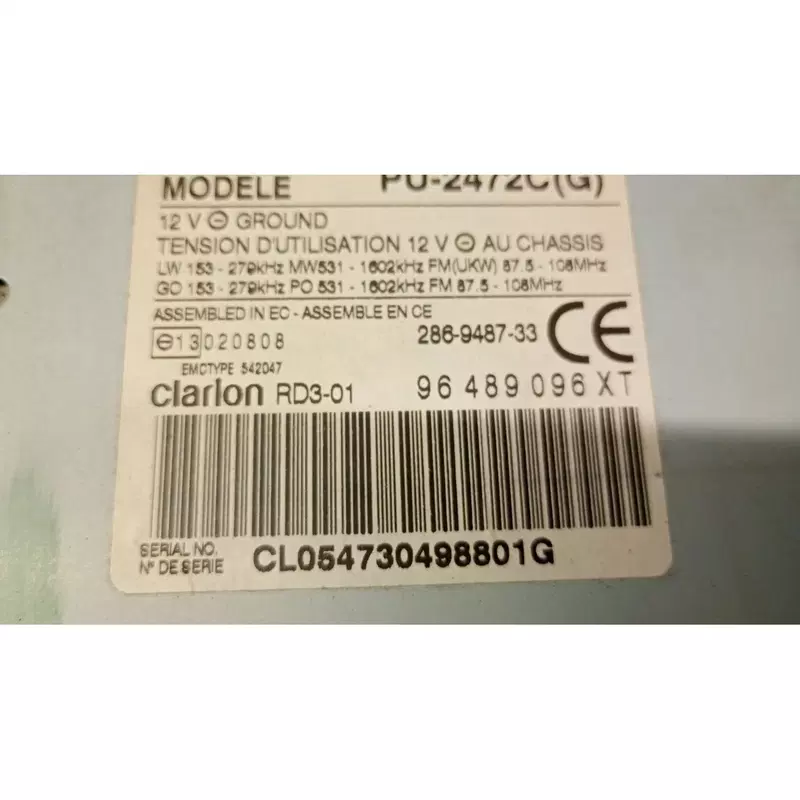 MODELE PU-2472C(G)
12 V ⊖ GROUND
TENSION D'UTILISATION 12 V ⊖ AU CHASSIS
LW 153 - 279kHz MW531 - 1602kHz FM(UKW) 87.5 - 108MHz
GO 153 - 279kHz PO 531 - 1602kHz FM 87.5 - 108MHz
ASSEMBLED IN EC - ASSEMBLE EN CE
e13 020808 286-9487-33 CE
EMCTYPE 542047
clarion RD3-01 96 489 096 XT
SERIAL NO.
N° DE SERIE CL054730498801G